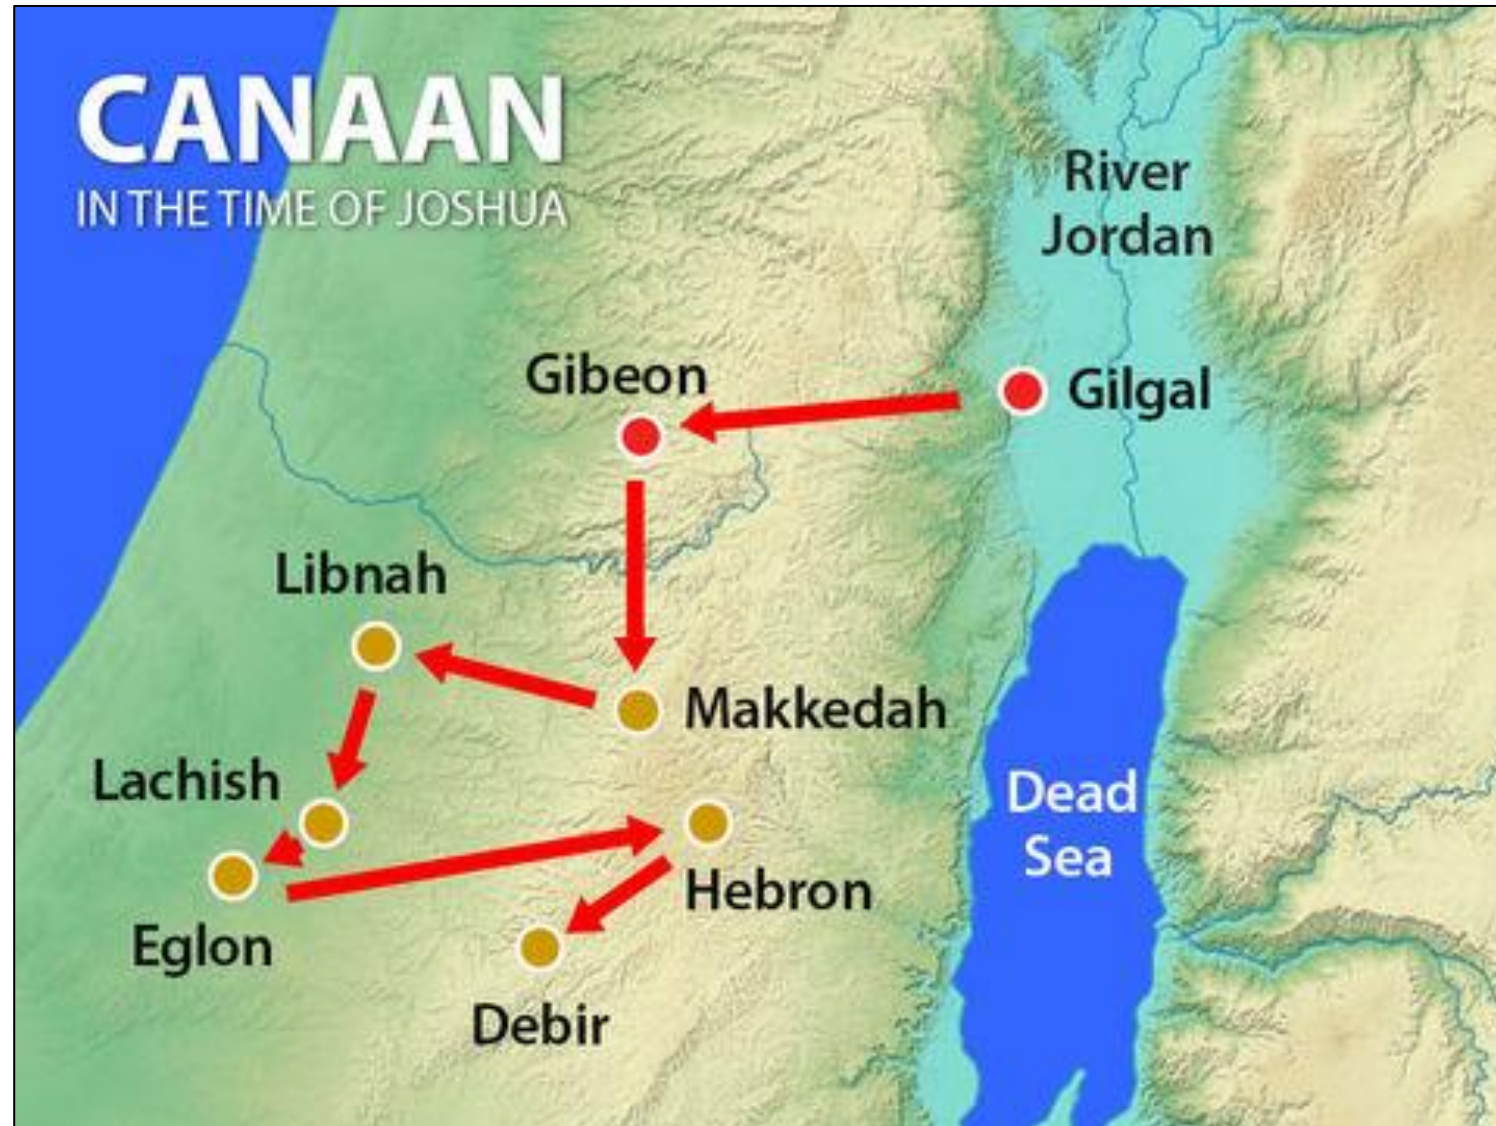 CANAAN
IN THE TIME OF JOSHUA
River
Jordan
Gibeon
Gilgal
Libnah
Makkedah
Lachish
Dead
Sea
Hebron
Eglon
Debir